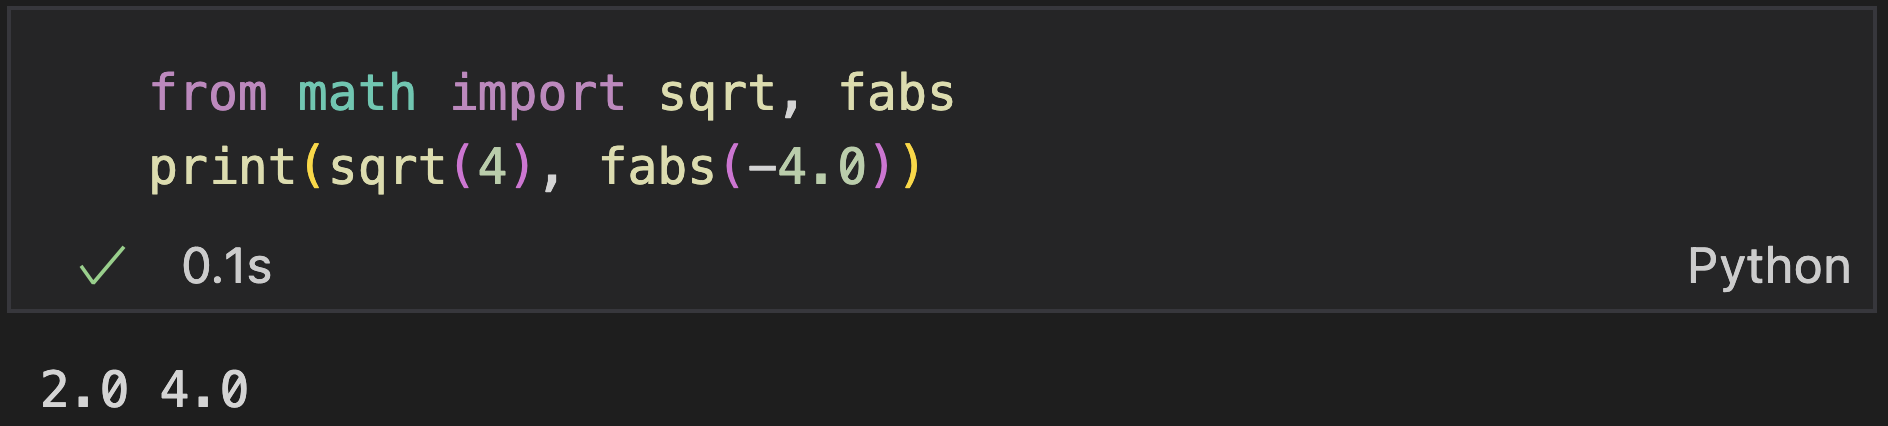 from math import sqrt, fabs
print(sqrt(4), fabs(-4.0))
0.1s
Python
2.0 4.0